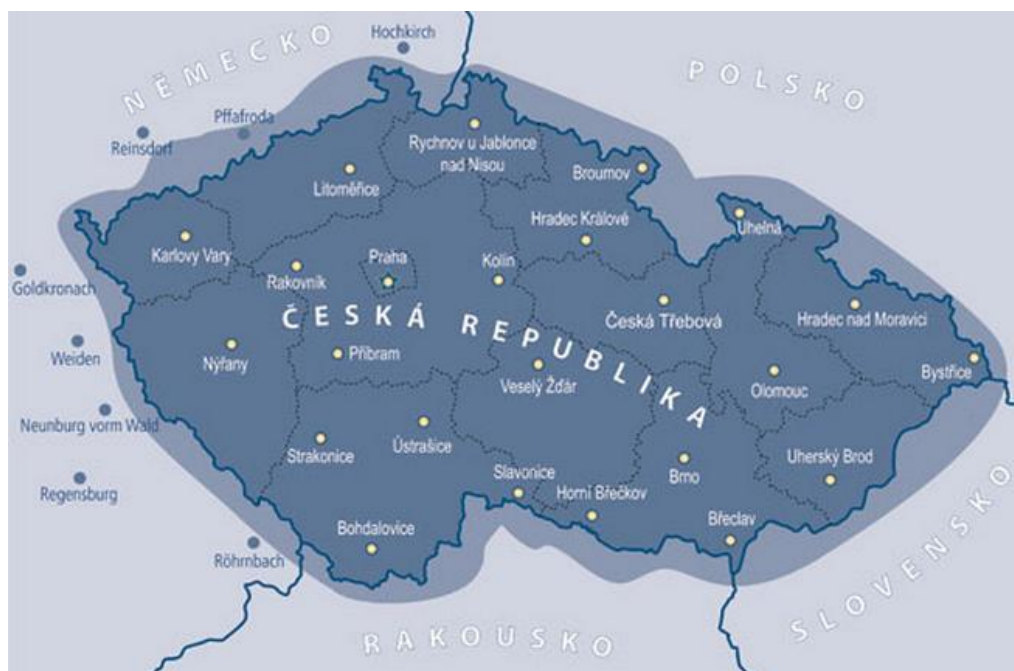 NĚMECKO
Hochkirch
POLSKO
Pffafroda
Reinsdorf
Rychnov u Jablonce
nad Nisou
Litoměřice
Broumov
Hradec Králové
Úhelná
Karlovy Vary
Praha
Kolín
Rakovník
Goldkronach
ČESKÁ REPUBLIKA
Česká Třebová
Hradec nad Moravici
Weiden
Nýřany
Příbram
Veselý Žďár
Olomouc
Bystřice
Neunburg vorm Wald
Strakonice
Ústrašice
Brno
Uherský Brod
Regensburg
Slavonice
Horní Břečkov
Břeclav
Röhrnbach
Bohdalovice
RAKOUSKO
SLOVENSKO